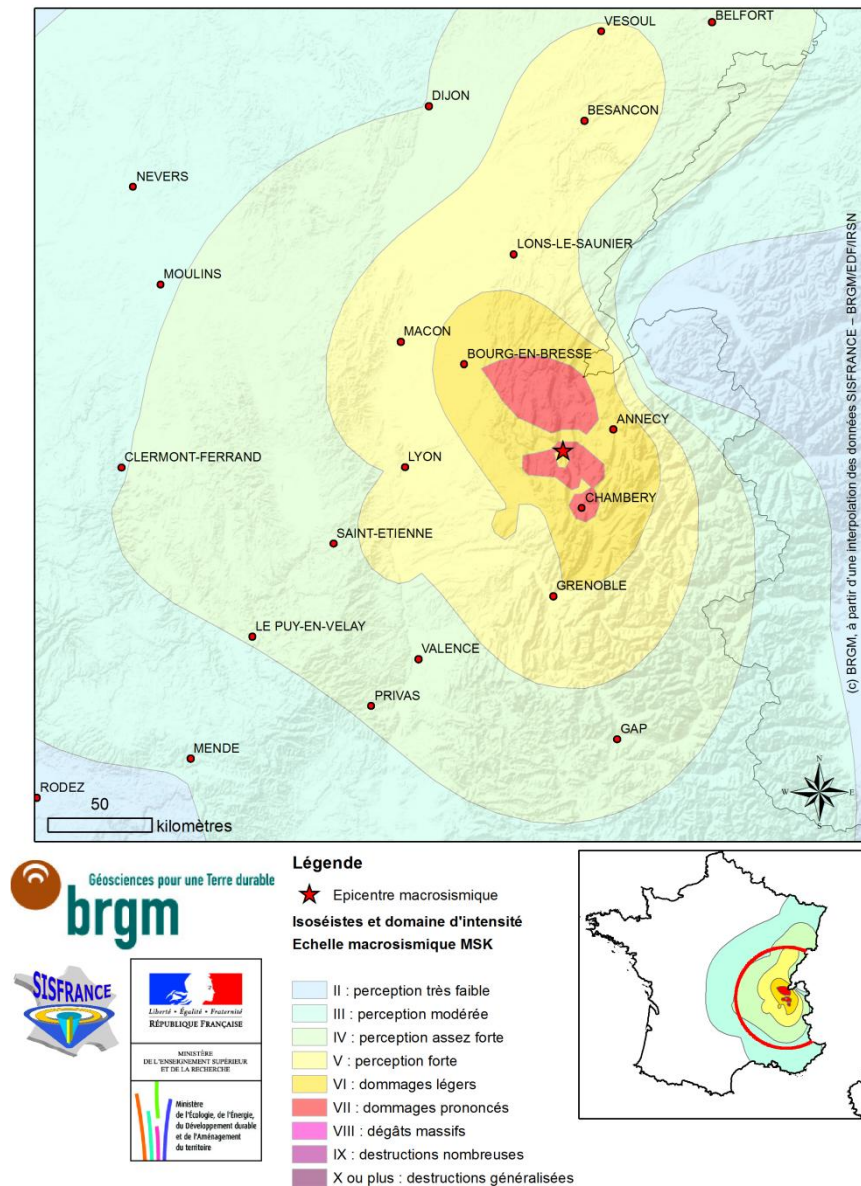 VESOUL
BELFORT
DIJON
BESANCON
NEVERS
LONS-LE-SAUNIER
MOULINS
MACON
BOURG-EN-BRESSE
ANNECY
CLERMONT-FERRAND
LYON
CHAMBERY
SAINT-ETIENNE
GRENOBLE
LE PUY-EN-VELAY
VALENCE
PRIVAS
GAP
MENDE
RODEZ
50
kilomètres
N
W E
S
(c) BRGM, à partir d'une interpolation des données SISFRANCE – BRGM/EDF/IRSN
Géosciences pour une Terre durable
brgm
SISFRANCE
Liberté • Égalité • Fraternité
RÉPUBLIQUE FRANÇAISE
MINISTÈRE
DE L'ENSEIGNEMENT SUPÉRIEUR
ET DE LA RECHERCHE
Ministère
de l'Écologie, de l'Énergie,
du Développement durable
et de l'Aménagement
du territoire
Légende
Epicentre macrosismique
Isoséistes et domaine d'intensité
Echelle macrosismique MSK
II : perception très faible
III : perception modérée
IV : perception assez forte
V : perception forte
VI : dommages légers
VII : dommages prononcés
VIII : dégâts massifs
IX : destructions nombreuses
X ou plus : destructions généralisées